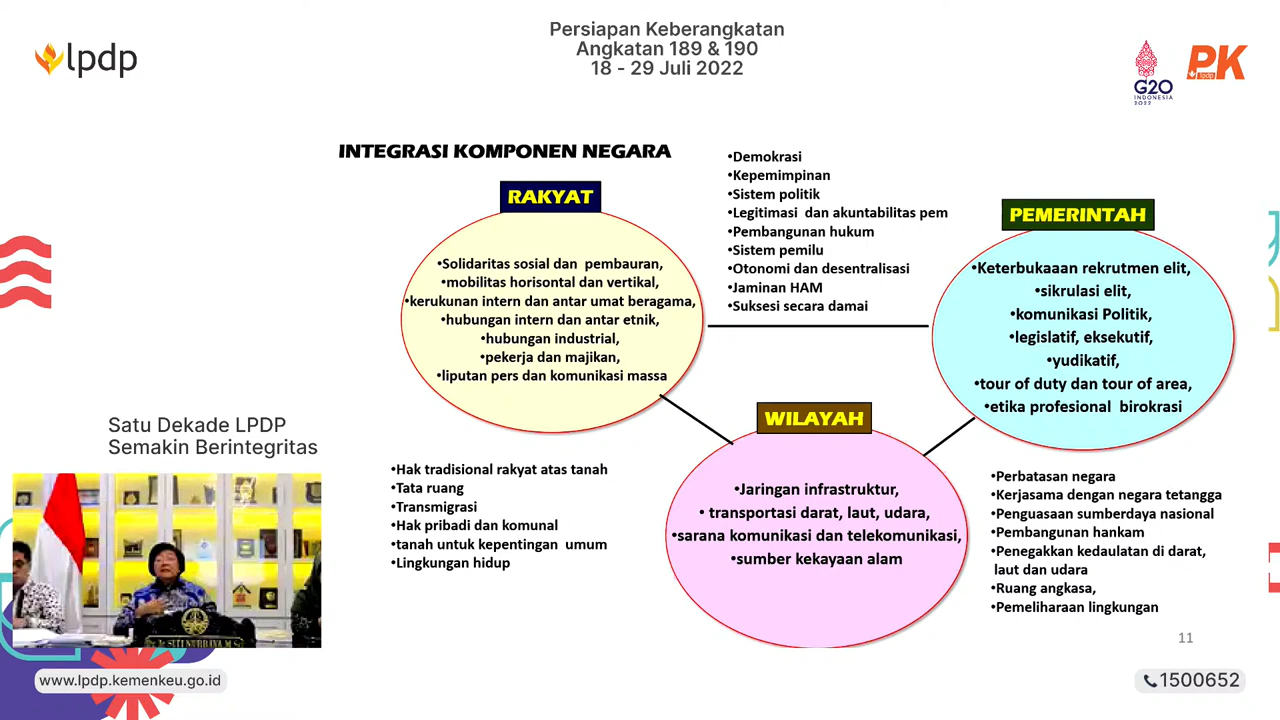 lpdp
Persiapan Keberangkatan
Angkatan 189 & 190
18 - 29 Juli 2022
G20
INDONESIA
2022
PK
lpdp
INTEGRASI KOMPONEN NEGARA
RAKYAT
•Solidaritas sosial dan pembauran,
•mobilitas horisontal dan vertikal,
•kerukunan intern dan antar umat beragama,
•hubungan intern dan antar etnik,
•hubungan industrial,
•pekerja dan majikan,
•liputan pers dan komunikasi massa
•Demokrasi
•Kepemimpinan
•Sistem politik
•Legitimasi dan akuntabilitas pem
•Pembangunan hukum
•Sistem pemilu
•Otonomi dan desentralisasi
•Jaminan HAM
•Suksesi secara damai
PEMERINTAH
•Keterbukaaan rekrutmen elit,
•sikrulasi elit,
•komunikasi Politik,
•legislatif, eksekutif,
•yudikatif,
•tour of duty dan tour of area,
•etika profesional birokrasi
Satu Dekade LPDP
Semakin Berintegritas
•Hak tradisional rakyat atas tanah
•Tata ruang
•Transmigrasi
•Hak pribadi dan komunal
•tanah untuk kepentingan umum
•Lingkungan hidup
WILAYAH
•Jaringan infrastruktur,
• transportasi darat, laut, udara,
•sarana komunikasi dan telekomunikasi,
•sumber kekayaan alam
•Perbatasan negara
•Kerjasama dengan negara tetangga
•Penguasaan sumberdaya nasional
•Pembangunan hankam
•Penegakkan kedaulatan di darat,
laut dan udara
•Ruang angkasa,
•Pemeliharaan lingkungan
Dr. Ir. SITI NURBAYA M.Sc
11
www.lpdp.kemenkeu.go.id
1500652